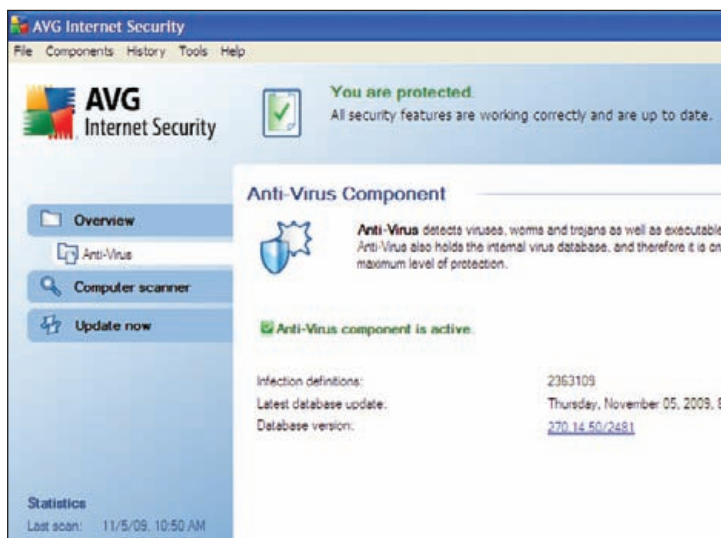 AVG Internet Security
File Components History Tools Help
AVG
Internet Security
You are protected.
All security features are working correctly and are up to date.
Overview
Anti-Virus
Computer scanner
Update now
Anti-Virus Component
Anti-Virus detects viruses, worms and trojans as well as executable
Anti-Virus also holds the internal virus database, and therefore it is
maximum level of protection.
Anti-Virus component is active.
Infection definitions: 2363109
Latest database update: Thursday, November 05, 2009,
Database version: 270.14.50/2481
Statistics
Last scan: 11/5/09, 10:50 AM